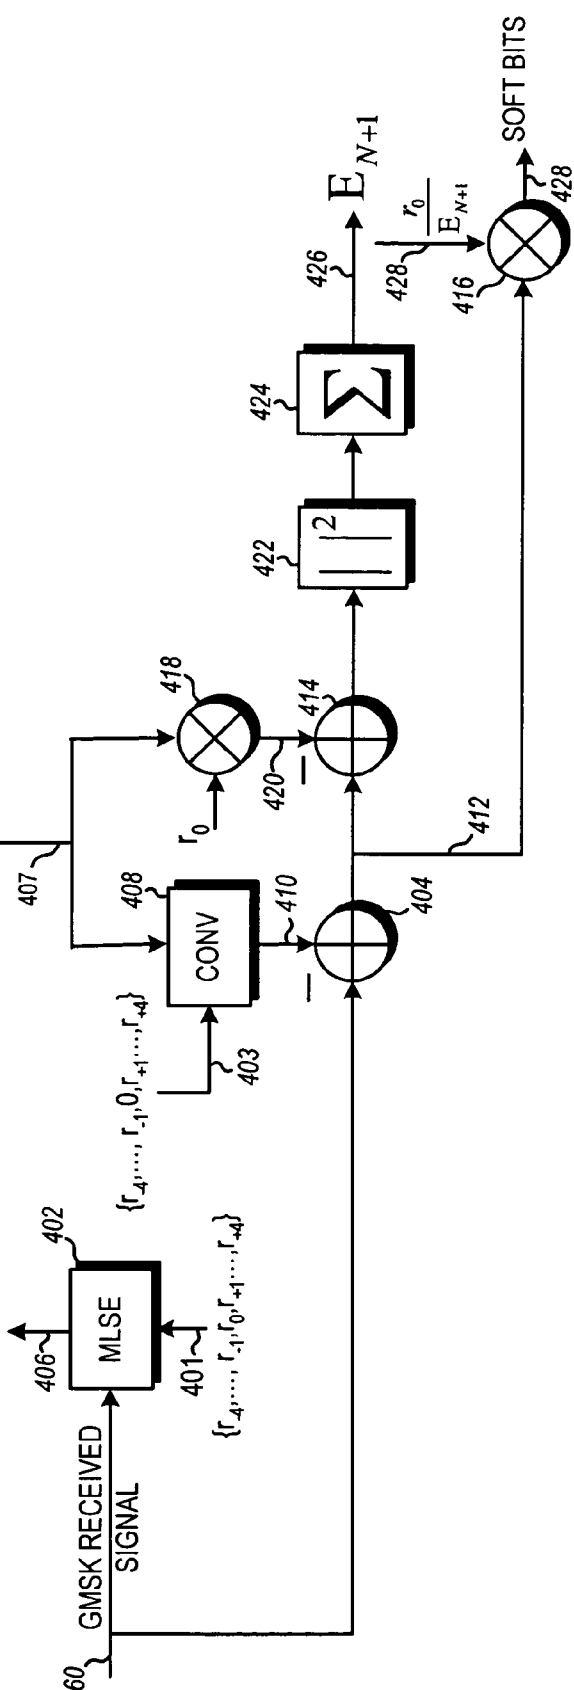 60
GMSK RECEIVED
SIGNAL
406
MLSE
402
401
{r-4,..., r-1,r0,r+1...,r+4}
{r-4,..., r-1,0,r+1...,r+4}
403
407
CONV
408
410
−
404
412
r0
418
420
−
414
422
| |2
424
Σ
426
EN+1
r0
EN+1
428
416
428
SOFT BITS